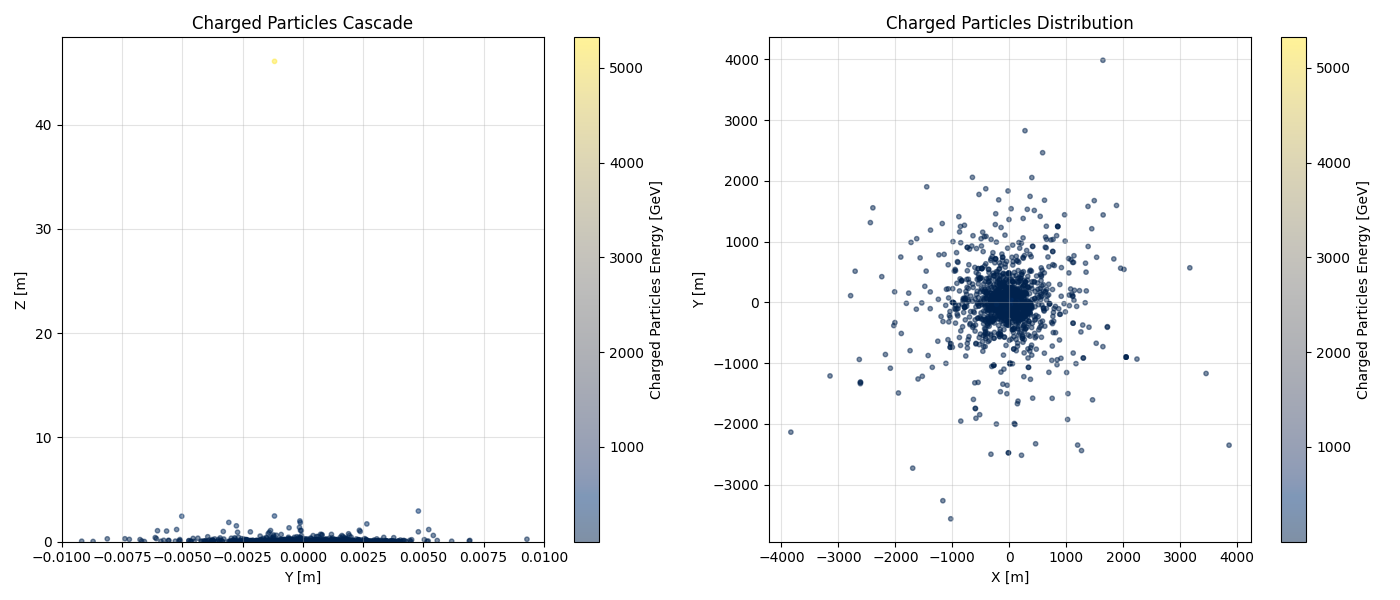 Charged Particles Cascade
Z [m]
40
30
20
10
0
−0.0100 −0.0075 −0.0050 −0.0025 0.0000 0.0025 0.0050 0.0075 0.0100
Y [m]
5000
4000
3000
2000
1000
Charged Particles Energy [GeV]
Charged Particles Distribution
Y [m]
4000
3000
2000
1000
0
−1000
−2000
−3000
−4000 −3000 −2000 −1000 0 1000 2000 3000 4000
X [m]
5000
4000
3000
2000
1000
Charged Particles Energy [GeV]